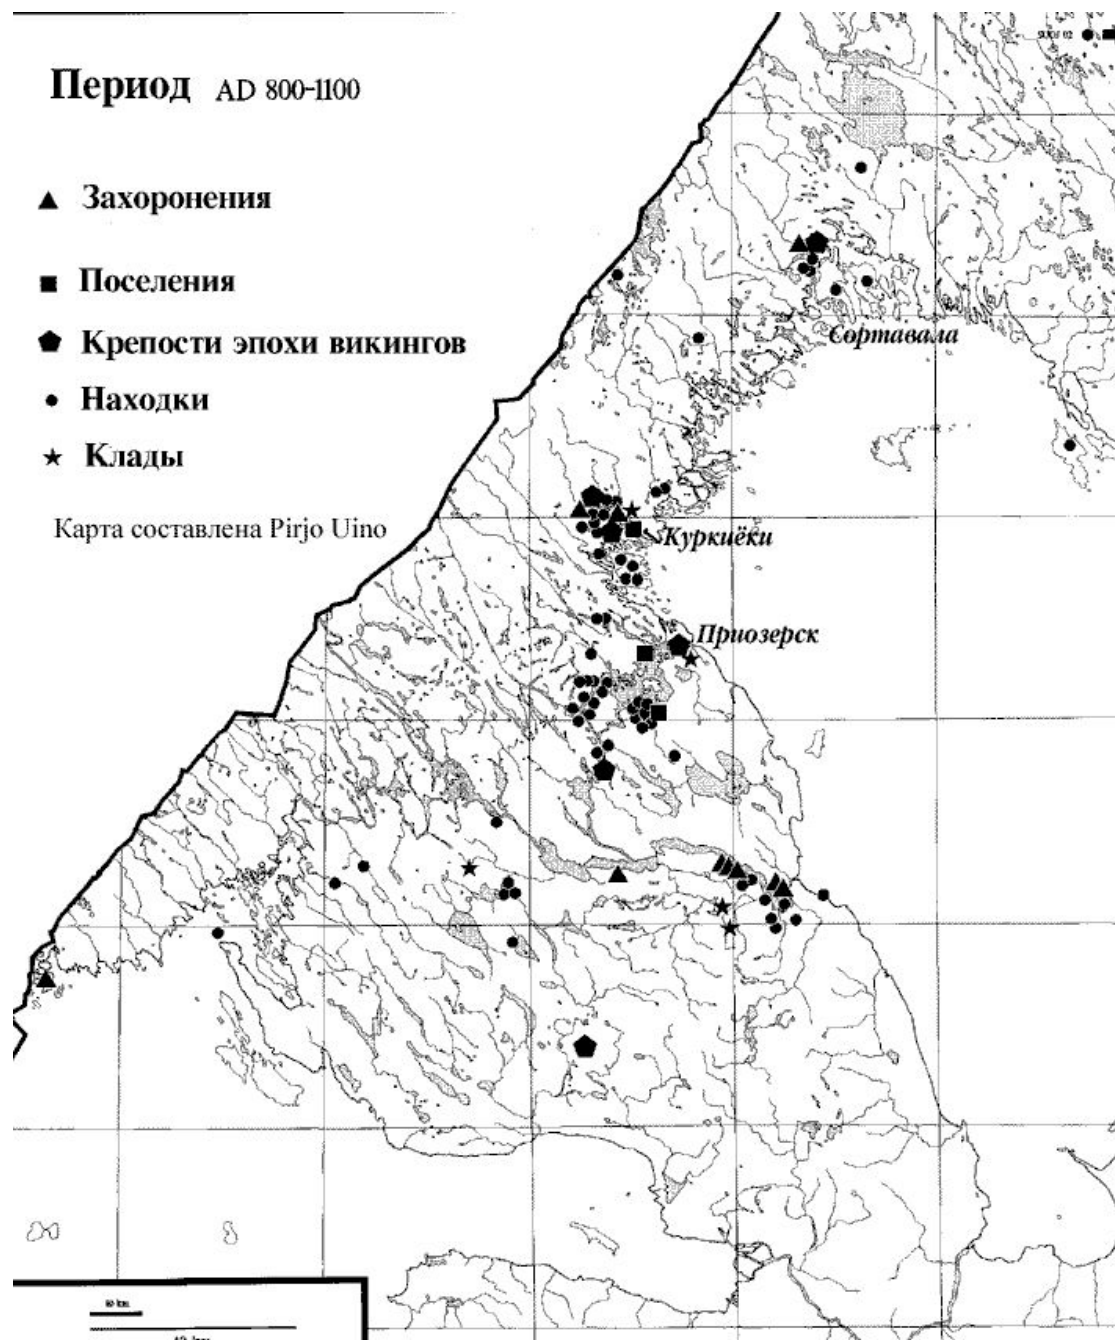 Период AD 800-1100
Захоронения
Поселения
Крепости эпохи викингов
Находки
Клады
Карта составлена Pirjo Uino
Сортавала
Куркиёки
Приозерск